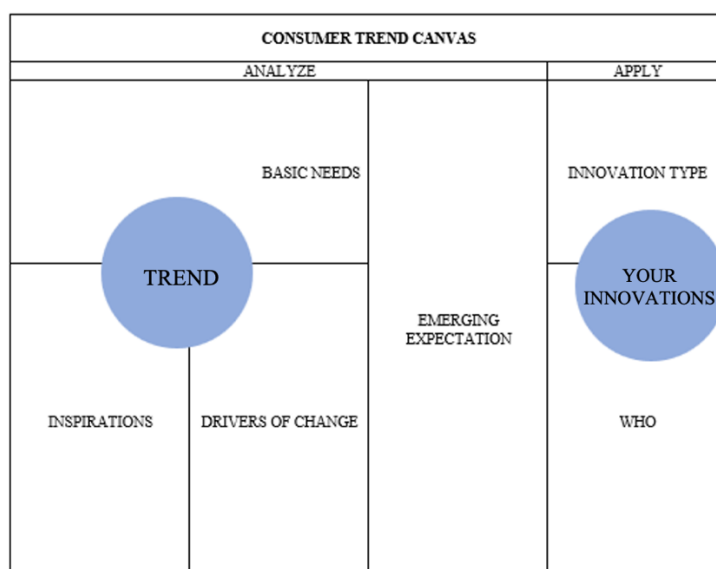 CONSUMER TREND CANVAS
ANALYZE
APPLY
BASIC NEEDS
INNOVATION TYPE
TREND
YOUR
INNOVATIONS
EMERGING
EXPECTATION
INSPIRATIONS
DRIVERS OF CHANGE
WHO